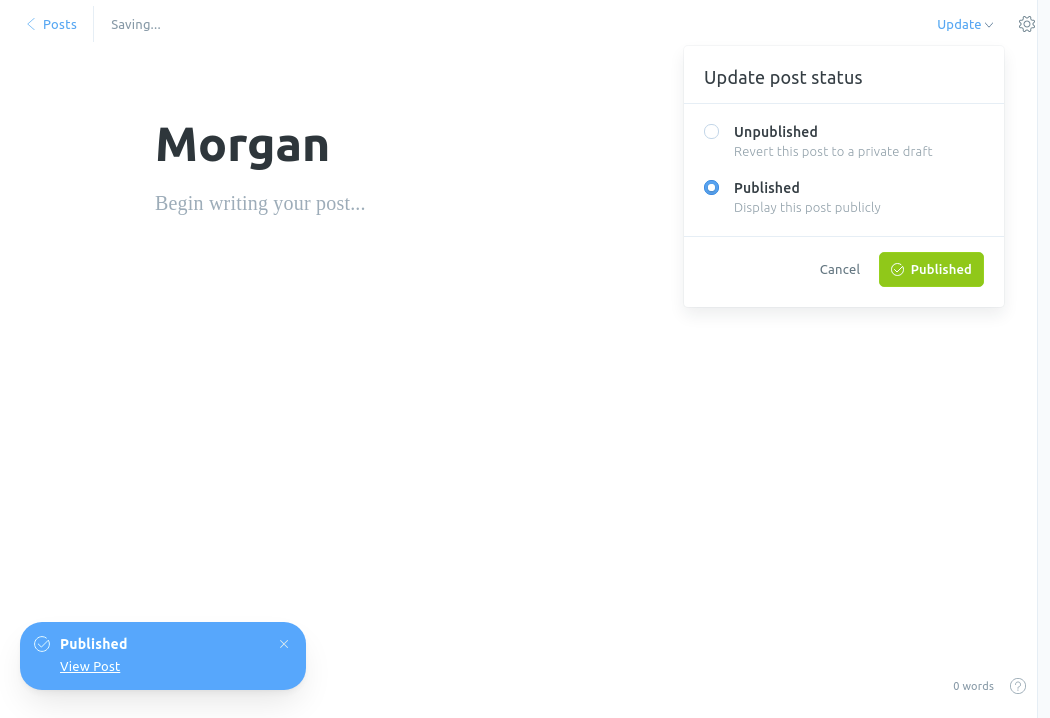 Posts
Saving...
Update
Update post status
Unpublished
Revert this post to a private draft
Published
Display this post publicly
Cancel
Published
Morgan
Begin writing your post...
Published
View Post
0 words
?